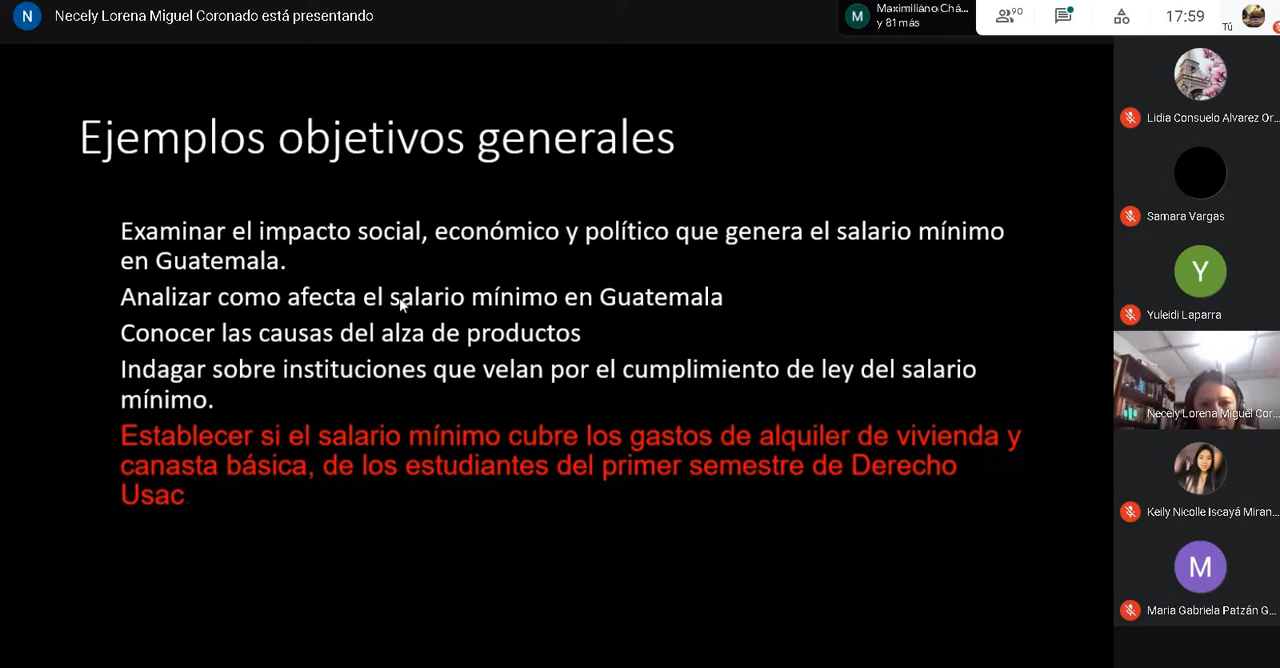 N Necely Lorena Miguel Coronado está presentando
M Maximiliano Chá...
y 81 más
90
17:59
Tú
Ejemplos objetivos generales
Examinar el impacto social, económico y político que genera el salario mínimo
en Guatemala.
Analizar como afecta el salario mínimo en Guatemala
Conocer las causas del alza de productos
Indagar sobre instituciones que velan por el cumplimiento de ley del salario
mínimo.
Establecer si el salario mínimo cubre los gastos de alquiler de vivienda y
canasta básica, de los estudiantes del primer semestre de Derecho
Usac
Lidia Consuelo Alvarez Or...
Samara Vargas
Y
Yuleidi Laparra
Necely Lorena Miguel Cor...
Keily Nicolle Iscayá Miran...
M
Maria Gabriela Patzán G...